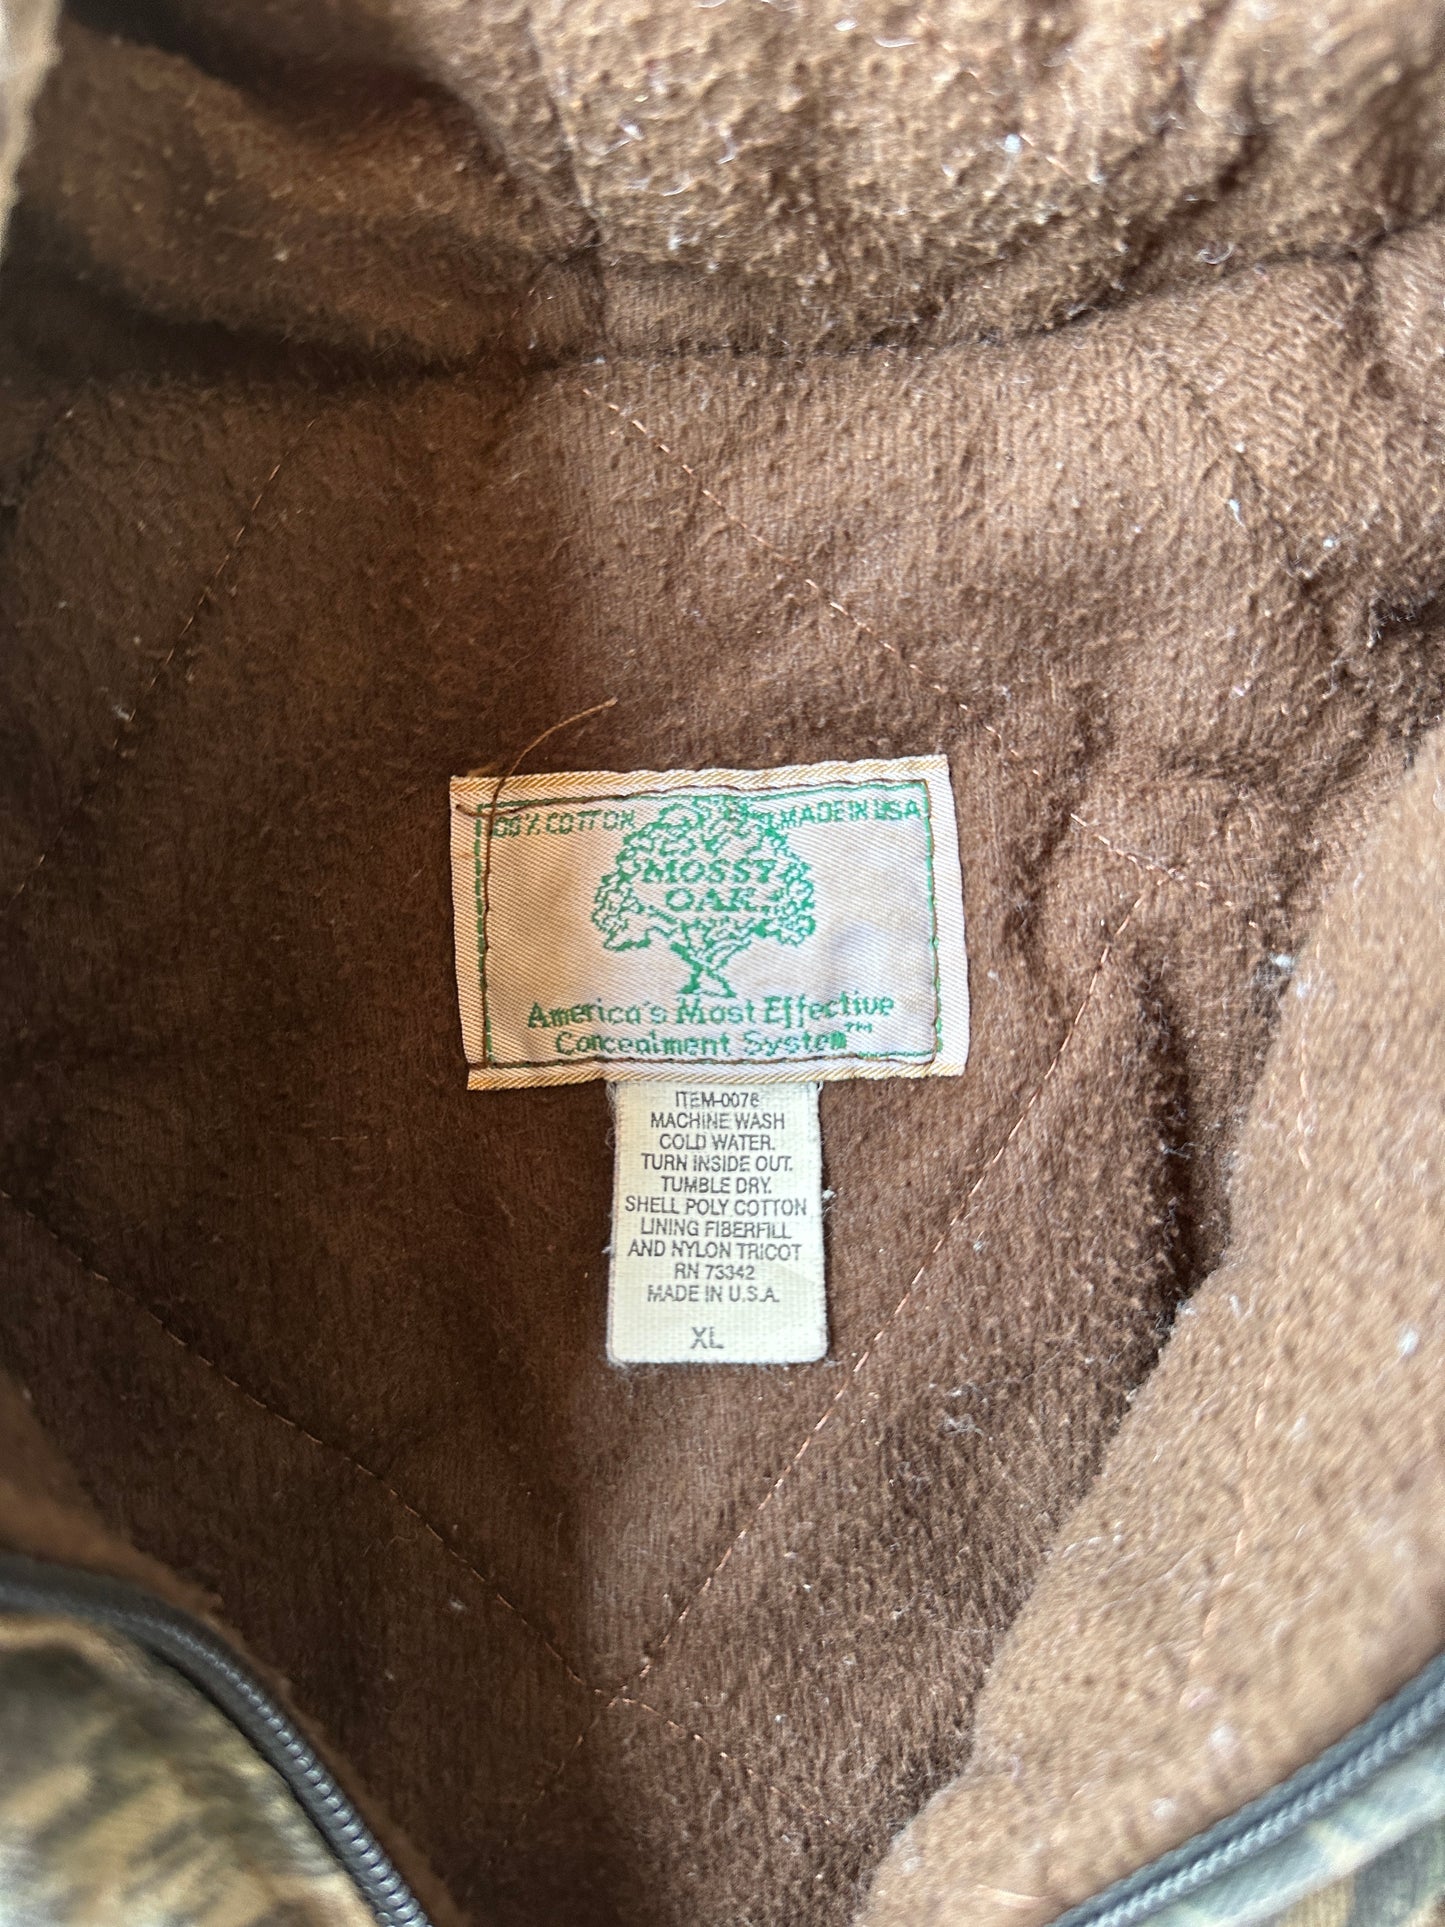 100% COTTON MADE IN USA
MOSSY
OAK
America's Most Effective
Concealment System™
ITEM-0076
MACHINE WASH
COLD WATER.
TURN INSIDE OUT.
TUMBLE DRY.
SHELL POLY COTTON
LINING FIBERFILL
AND NYLON TRICOT
RN 73342
MADE IN U.S.A.
XL